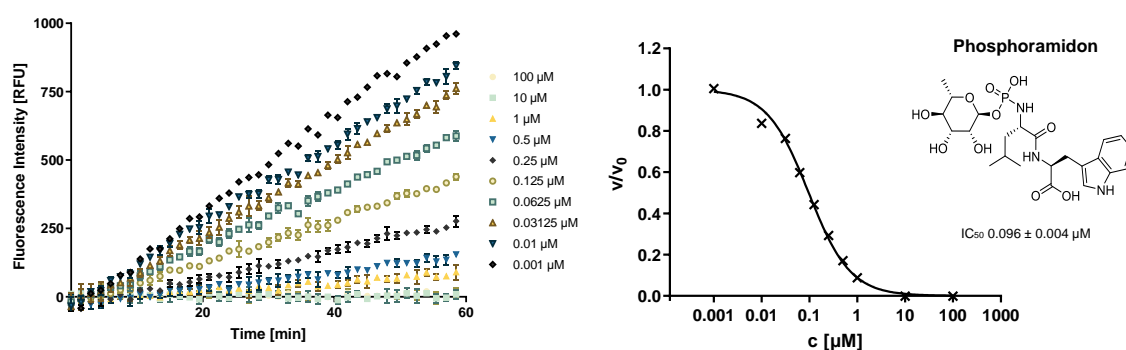 1000
750
500
250
0
Fluorescence Intensity [RFU]
20
40
60
Time [min]
100 µM
10 µM
1 µM
0.5 µM
0.25 µM
0.125 µM
0.0625 µM
0.03125 µM
0.01 µM
0.001 µM
1.2
1.0
0.8
0.6
0.4
0.2
0.0
v/v0
0.001
0.01
0.1
1
10
100
1000
c [µM]
Phosphoramidon
OH
O
P
O
O
NH
HO
HO
OH
O
HN
O
OH
NH
IC50 0.096 ± 0.004 µM